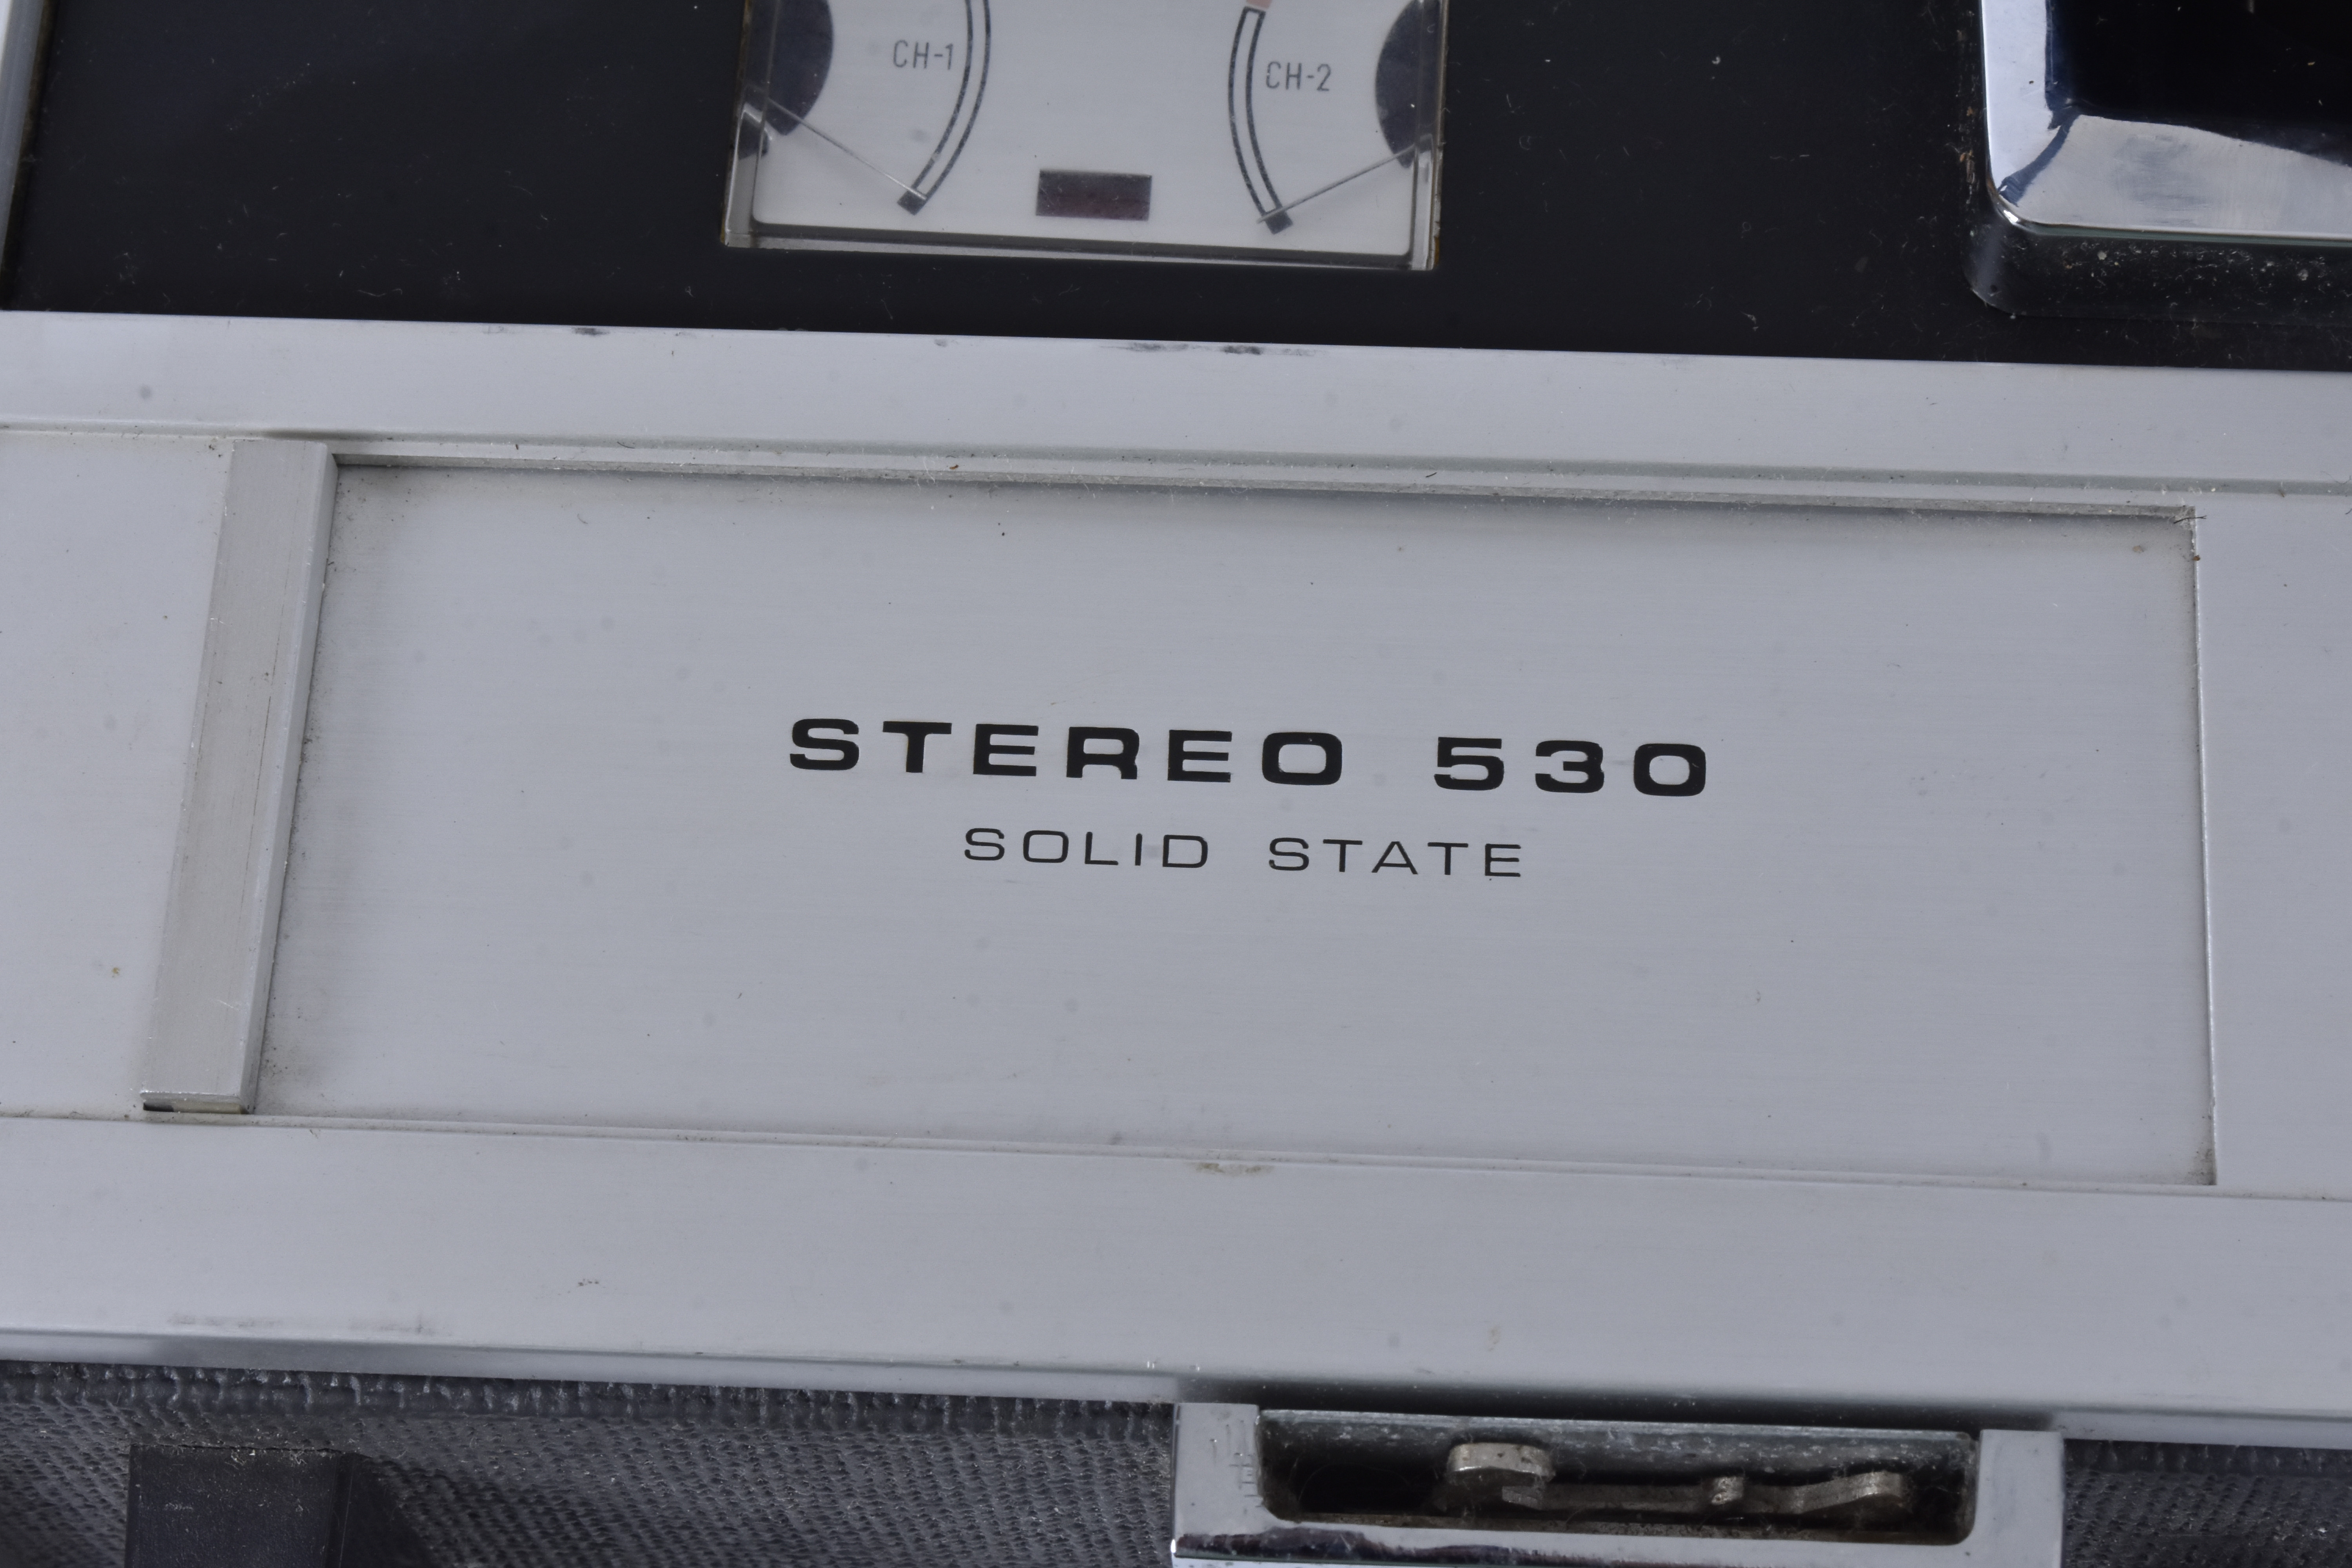 CH-1 CH-2
STEREO 530
SOLID STATE